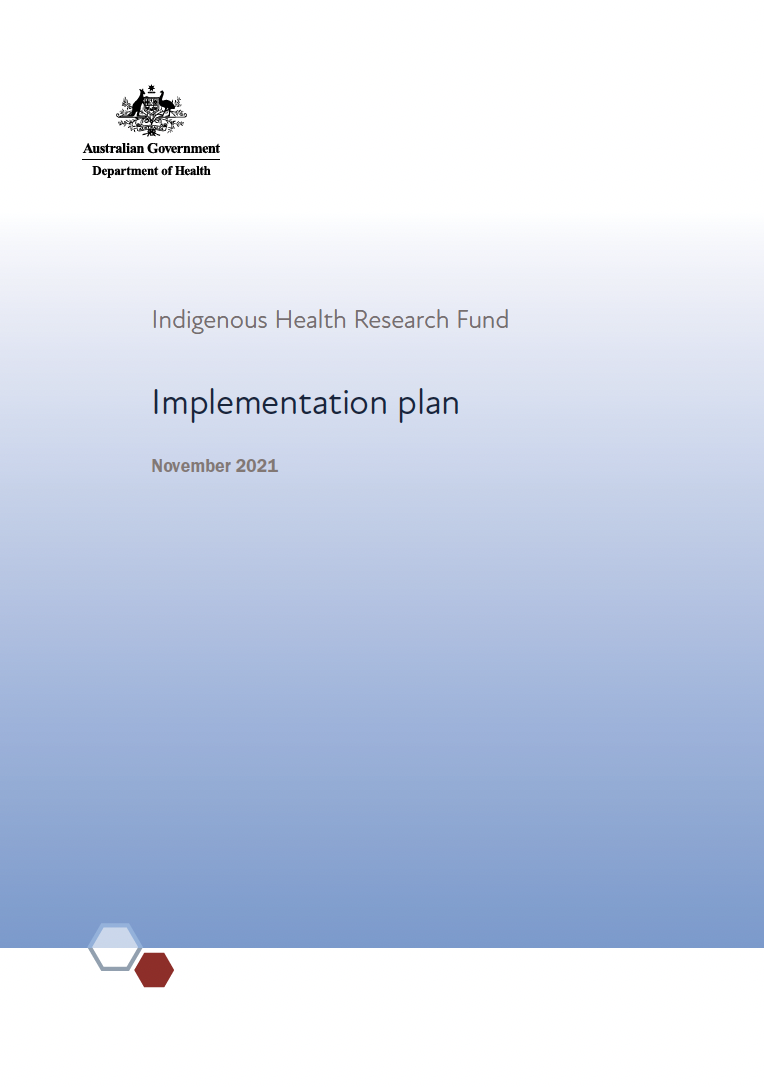 Australian Government
Department of Health
Indigenous Health Research Fund
Implementation plan
November 2021